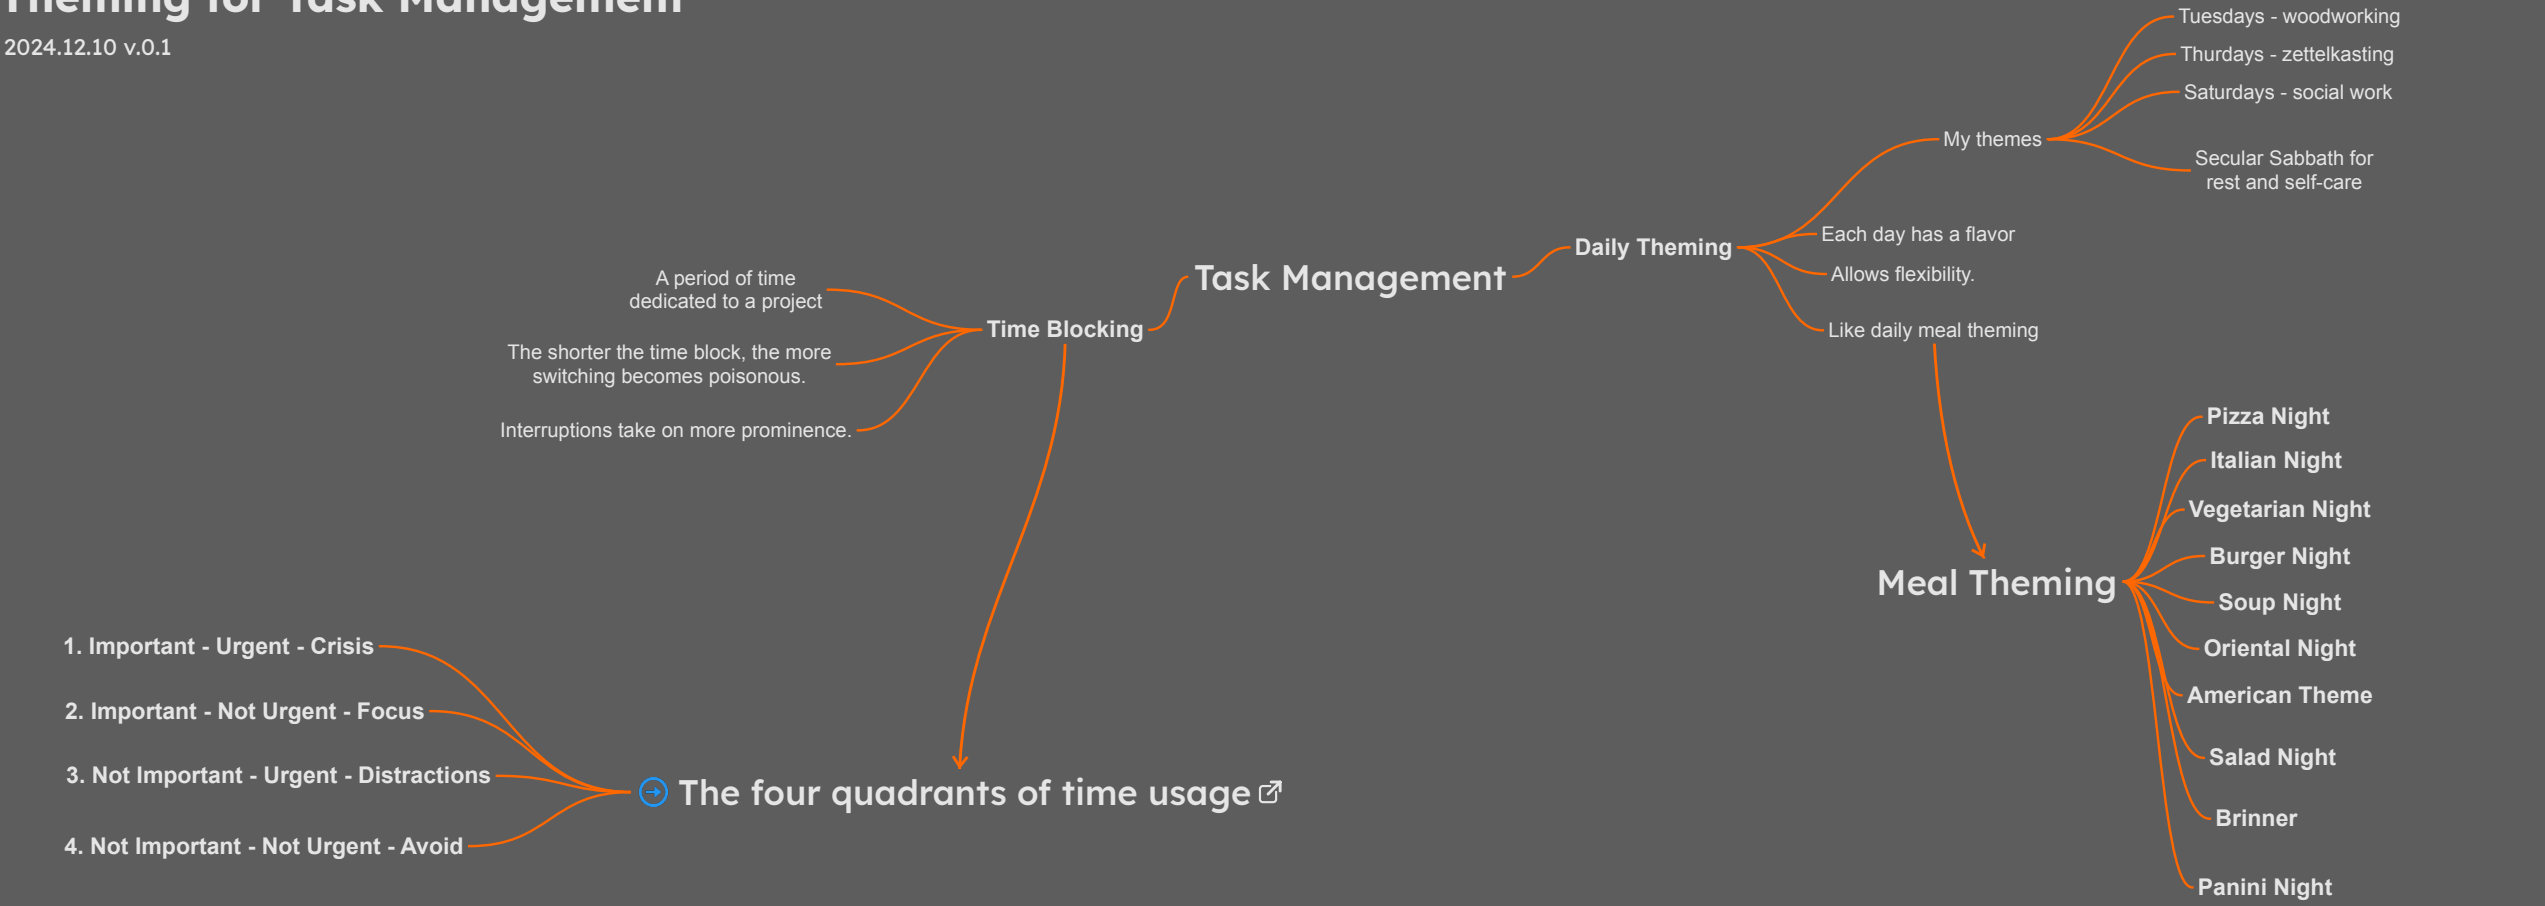 Theming for Task Management
2024.12.10 v.0.1
Tuesdays - woodworking
Thurdays - zettelkasting
Saturdays - social work
My themes
Secular Sabbath for
rest and self-care
Each day has a flavor
Daily Theming
Allows flexibility.
Like daily meal theming
Task Management
Time Blocking
A period of time
dedicated to a project
The shorter the time block, the more
switching becomes poisonous.
Interruptions take on more prominence.
Pizza Night
Italian Night
Vegetarian Night
Burger Night
Meal Theming
Soup Night
Oriental Night
American Theme
Salad Night
Brinner
Panini Night
1. Important - Urgent - Crisis
2. Important - Not Urgent - Focus
3. Not Important - Urgent - Distractions
4. Not Important - Not Urgent - Avoid
The four quadrants of time usage